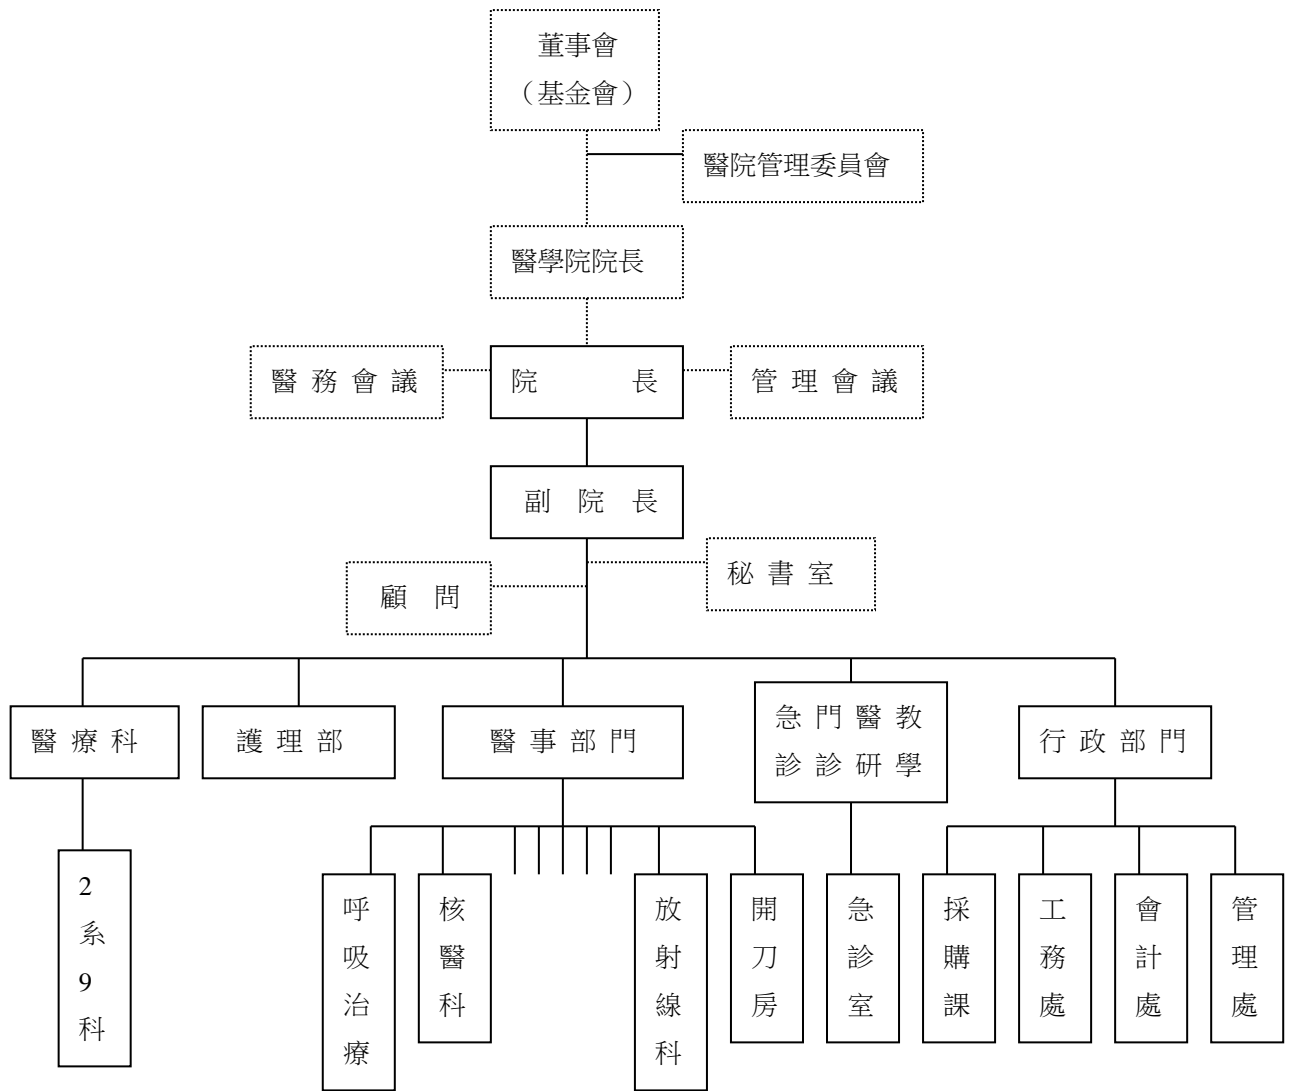 董事會
（基金會）
醫院管理委員會
醫學院院長
醫務會議
院長
管理會議
副院長
秘書室
顧問
醫療科
護理部
醫事部門
急門醫教
診診研學
行政部門
2
系
9
科
呼吸治療
核醫科
放射線科
開刀房
急診室
採購課
工務處
會計處
管理處